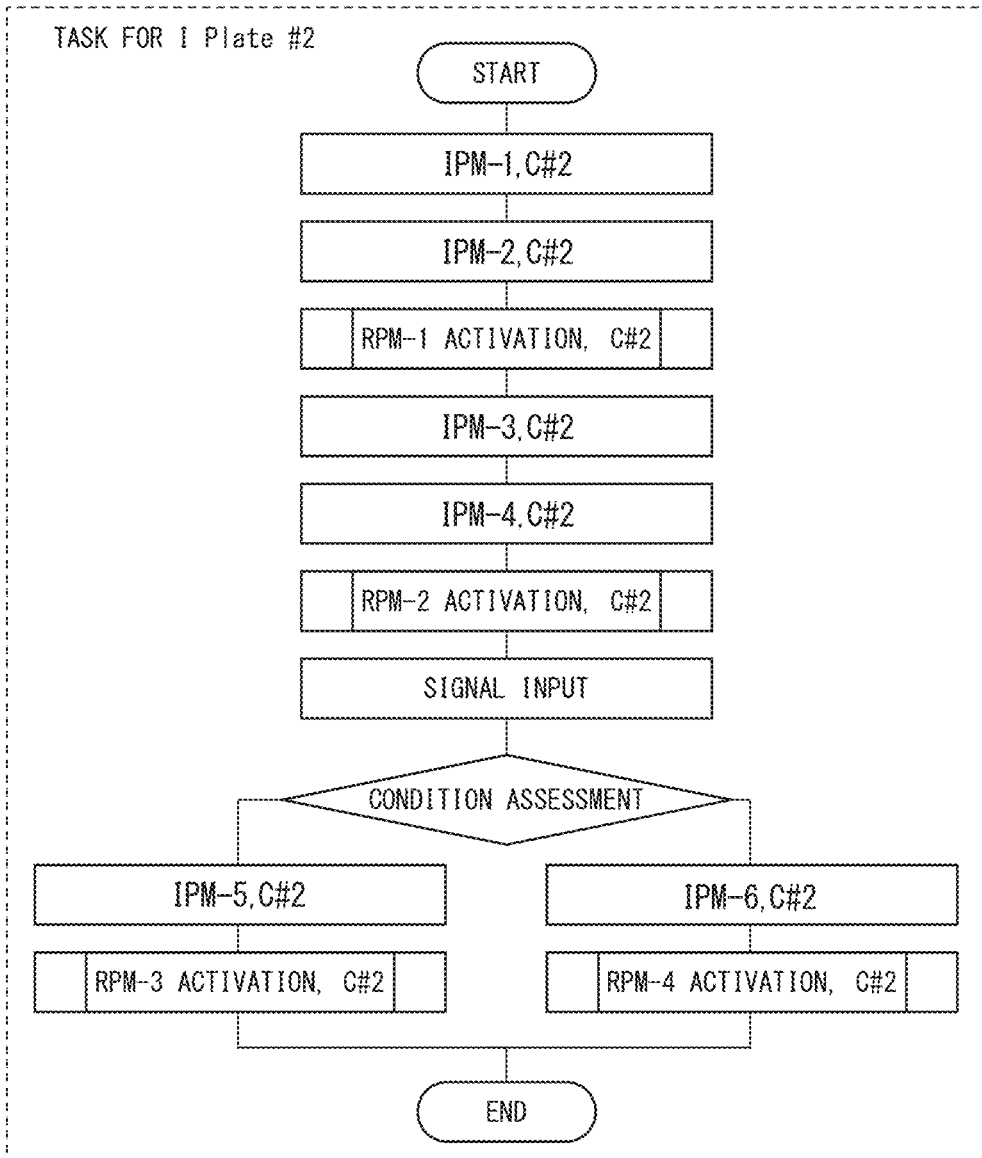 TASK FOR I Plate #2
START
IPM-1,C#2
IPM-2,C#2
RPM-1 ACTIVATION, C#2
IPM-3,C#2
IPM-4,C#2
RPM-2 ACTIVATION, C#2
SIGNAL INPUT
CONDITION ASSESSMENT
IPM-5,C#2
IPM-6,C#2
RPM-3 ACTIVATION, C#2
RPM-4 ACTIVATION, C#2
END